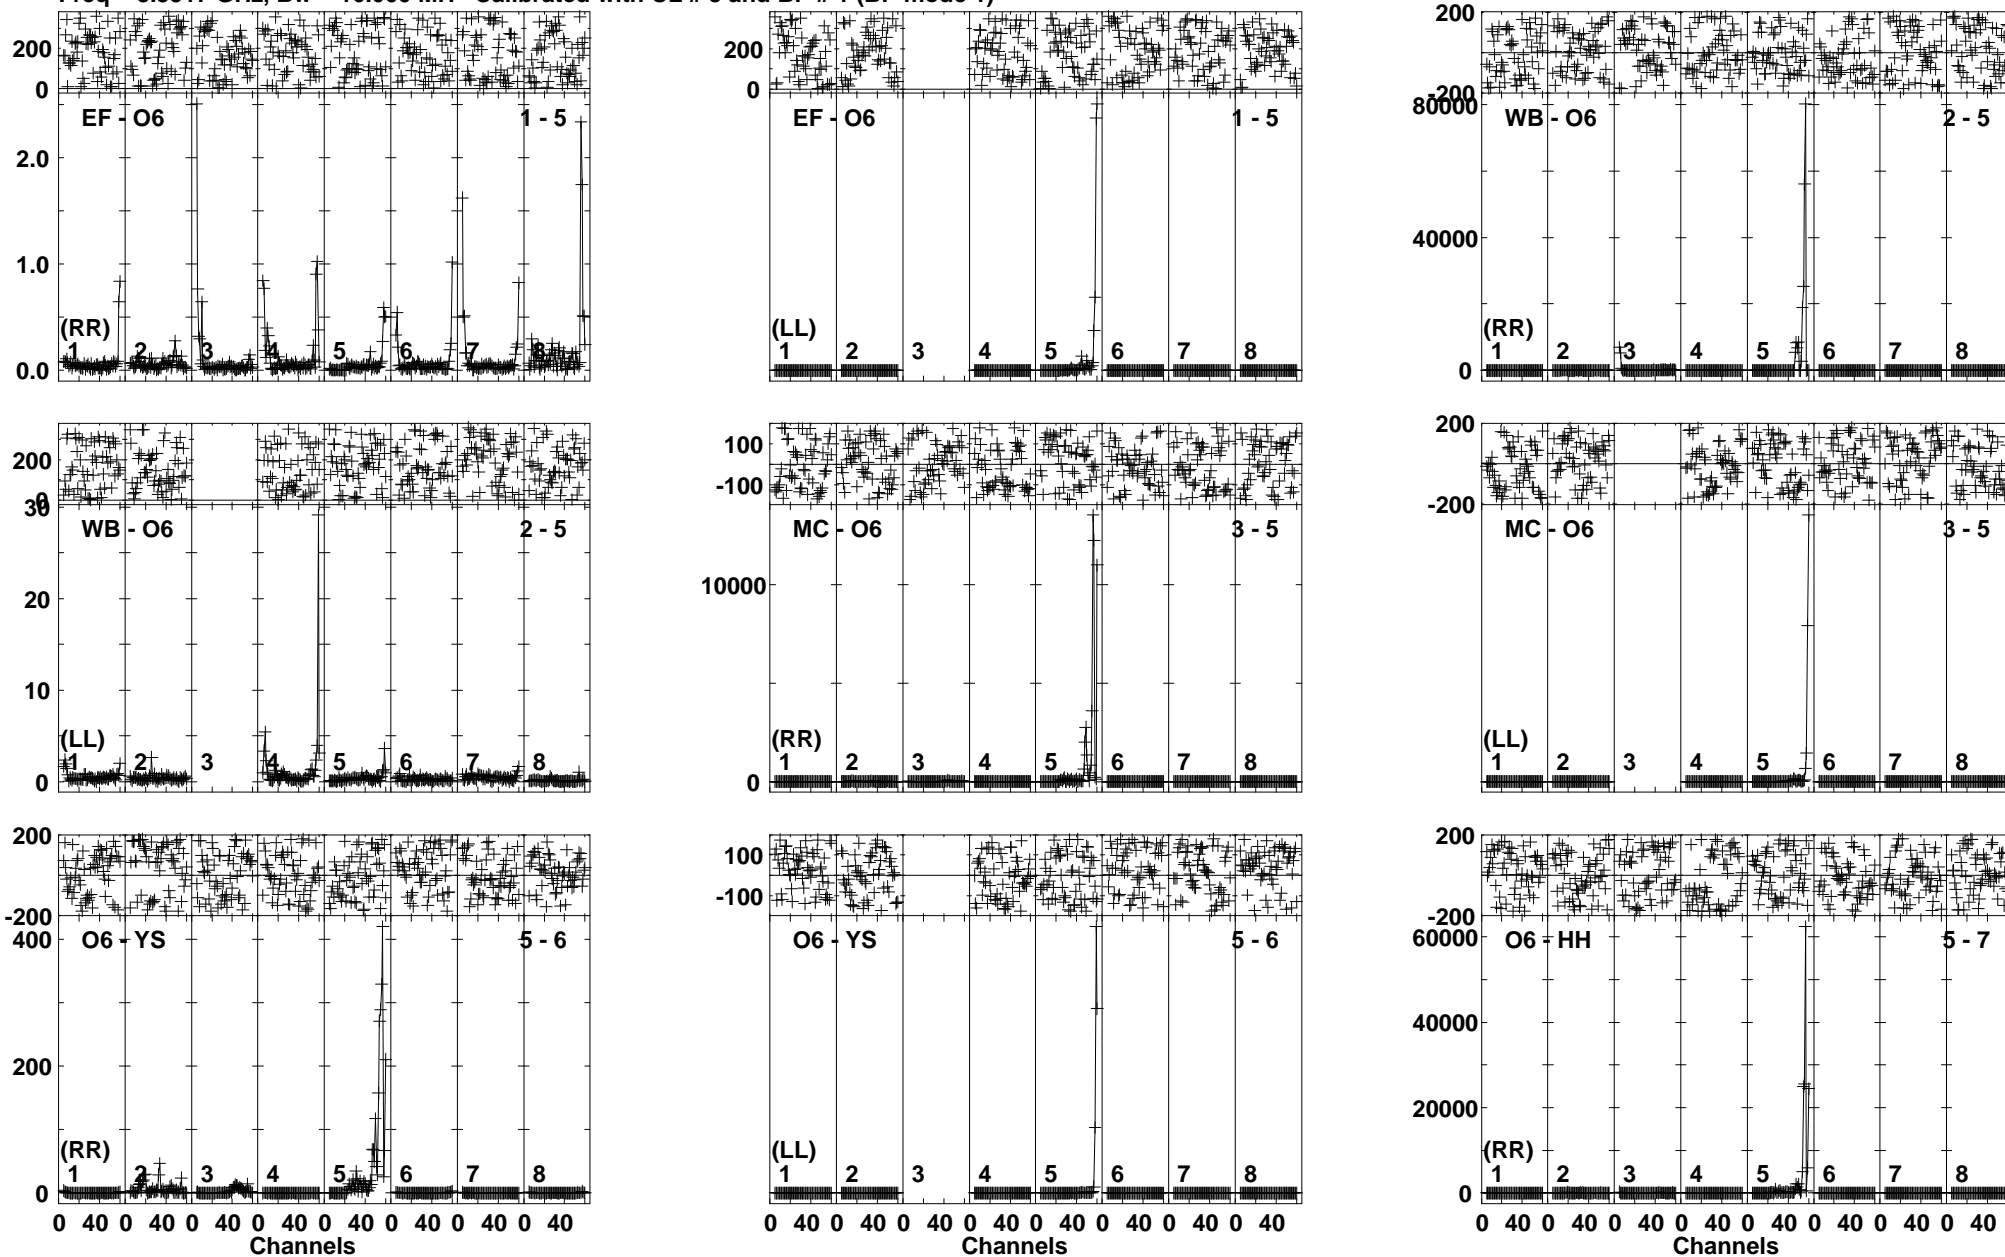 200 0
EF - O6 1 - 5
2.0
1.0
(RR)
1 2 3 4 5 6 7 8
0.0
200 0
EF - O6 1 - 5
(LL)
1 2 3 4 5 6 7 8
200 -200
80000
WB - O6 2 - 5
40000
(RR)
1 2 3 4 5 6 7 8
0
200 0
30
WB - O6 2 - 5
20
10
(LL)
1 2 3 4 5 6 7 8
0
100 -100
MC - O6 3 - 5
10000
(RR)
1 2 3 4 5 6 7 8
0
200 -200
MC - O6 3 - 5
(LL)
1 2 3 4 5 6 7 8
200 -200
400
O6 - YS 5 - 6
200
(RR)
1 2 3 4 5 6 7 8
0
0 40 0 40 0 40 0 40 0 40 0 40 0 40 0 40
Channels
100 -100
O6 - YS 5 - 6
(LL)
1 2 3 4 5 6 7 8
0 40 0 40 0 40 0 40 0 40 0 40 0 40 0 40
Channels
200 -200
60000
O6 - HH 5 - 7
40000
20000
(RR)
1 2 3 4 5 6 7 8
0
0 40 0 40 0 40 0 40 0 40 0 40 0 40 0 40
Channels